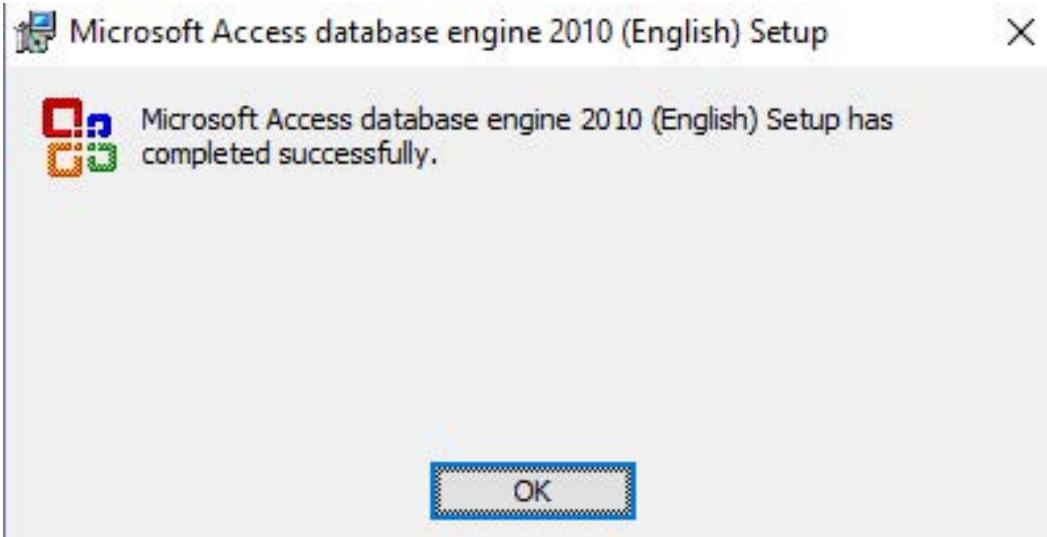 Microsoft Access database engine 2010 (English) Setup
Microsoft Access database engine 2010 (English) Setup has
completed successfully.
OK